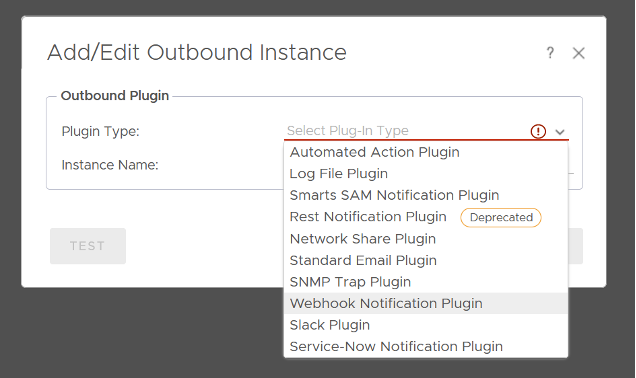 Add/Edit Outbound Instance
?
Outbound Plugin
Plugin Type:
Select Plug-In Type
Instance Name:
Automated Action Plugin
Log File Plugin
Smarts SAM Notification Plugin
Rest Notification Plugin Deprecated
Network Share Plugin
Standard Email Plugin
SNMP Trap Plugin
Webhook Notification Plugin
Slack Plugin
Service-Now Notification Plugin
TEST